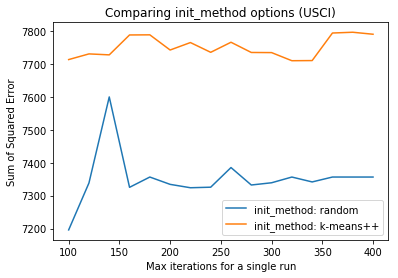 Comparing init_method options (USCI)
Sum of Squared Error
7800
7700
7600
7500
7400
7300
7200
100
150
200
250
300
350
400
Max iterations for a single run
init_method: random
init_method: k-means++